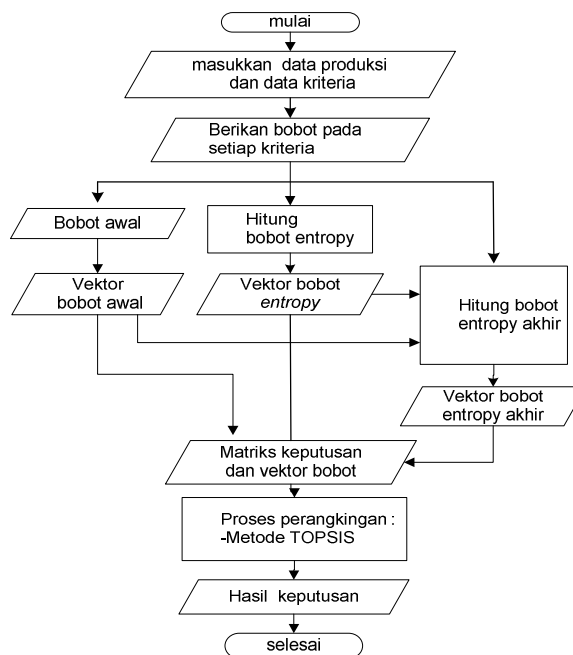 mulai
masukkan data produksi
dan data kriteria
Berikan bobot pada
setiap kriteria
Bobot awal
Hitung
bobot entropy
Vektor
bobot awal
Vektor bobot
entropy
Hitung bobot
entropy akhir
Vektor bobot
entropy akhir
Matriks keputusan
dan vektor bobot
Proses perangkingan :
-Metode TOPSIS
Hasil keputusan
selesai